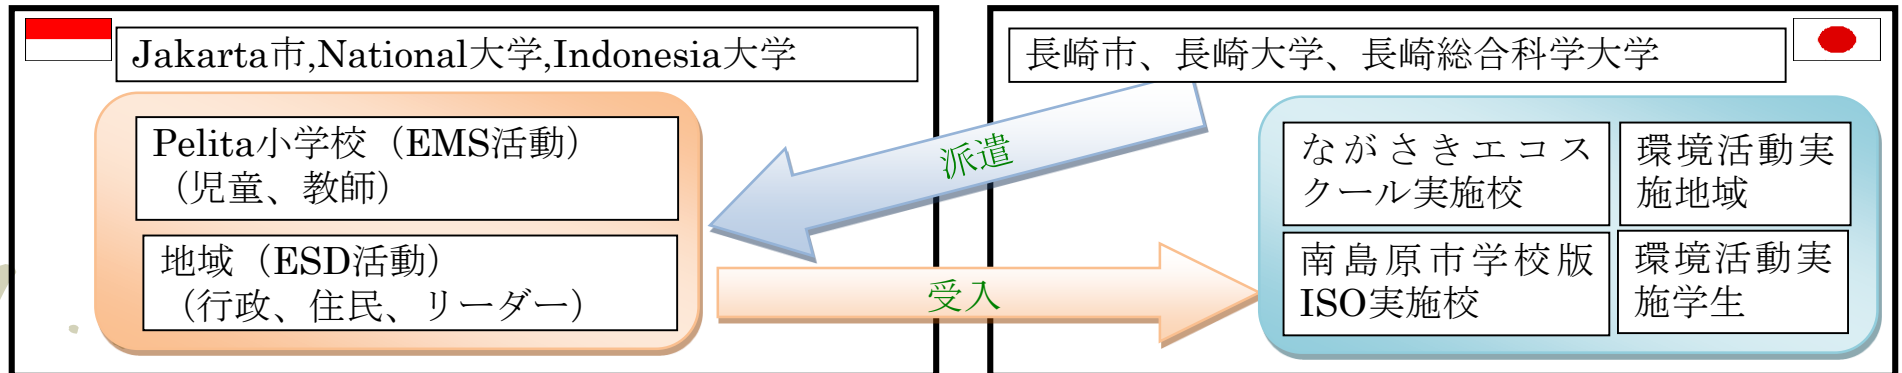 Jakarta市,National大学,Indonesia大学
Pelita小学校（EMS活動）
（児童、教師）
地域（ESD活動）
（行政、住民、リーダー）
派遣
受入
長崎市、長崎大学、長崎総合科学大学
ながさきエコス
クール実施校
環境活動実
施地域
南島原市学校版
ISO実施校
環境活動実
施学生